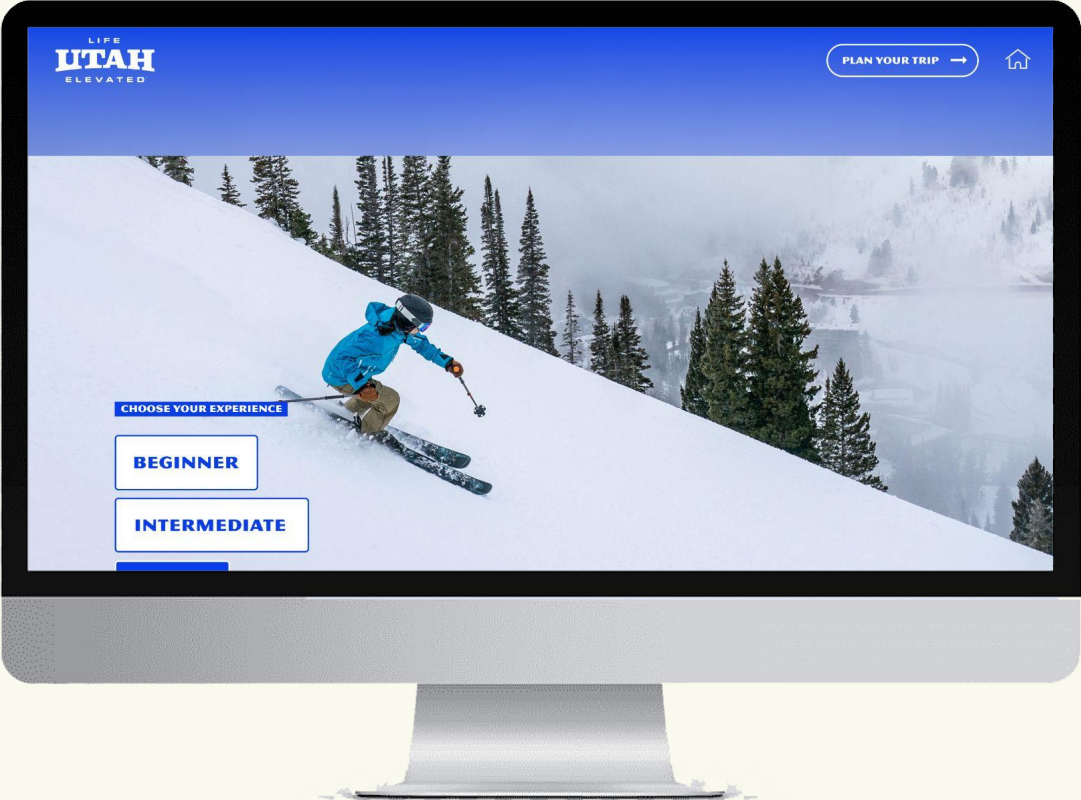 LIFE
UTAH
ELEVATED
PLAN YOUR TRIP
CHOOSE YOUR EXPERIENCE
BEGINNER
INTERMEDIATE